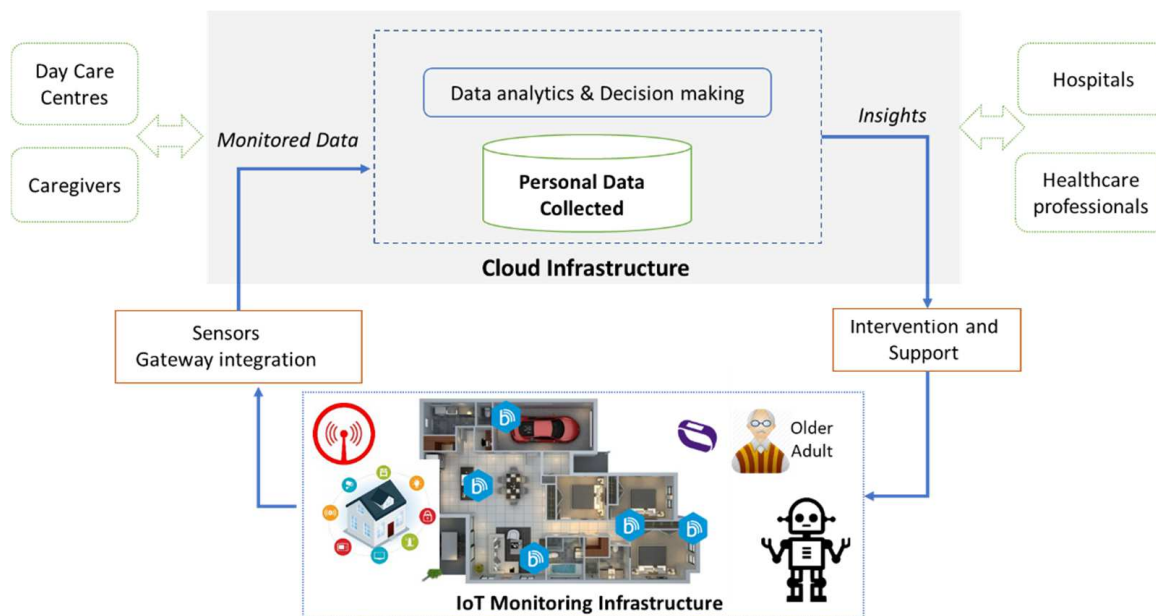 Day Care
Centres
Caregivers
Monitored Data
Data analytics & Decision making
Personal Data
Collected
Cloud Infrastructure
Insights
Hospitals
Healthcare
professionals
Sensors
Gateway integration
Intervention and
Support
Older
Adult
IoT Monitoring Infrastructure